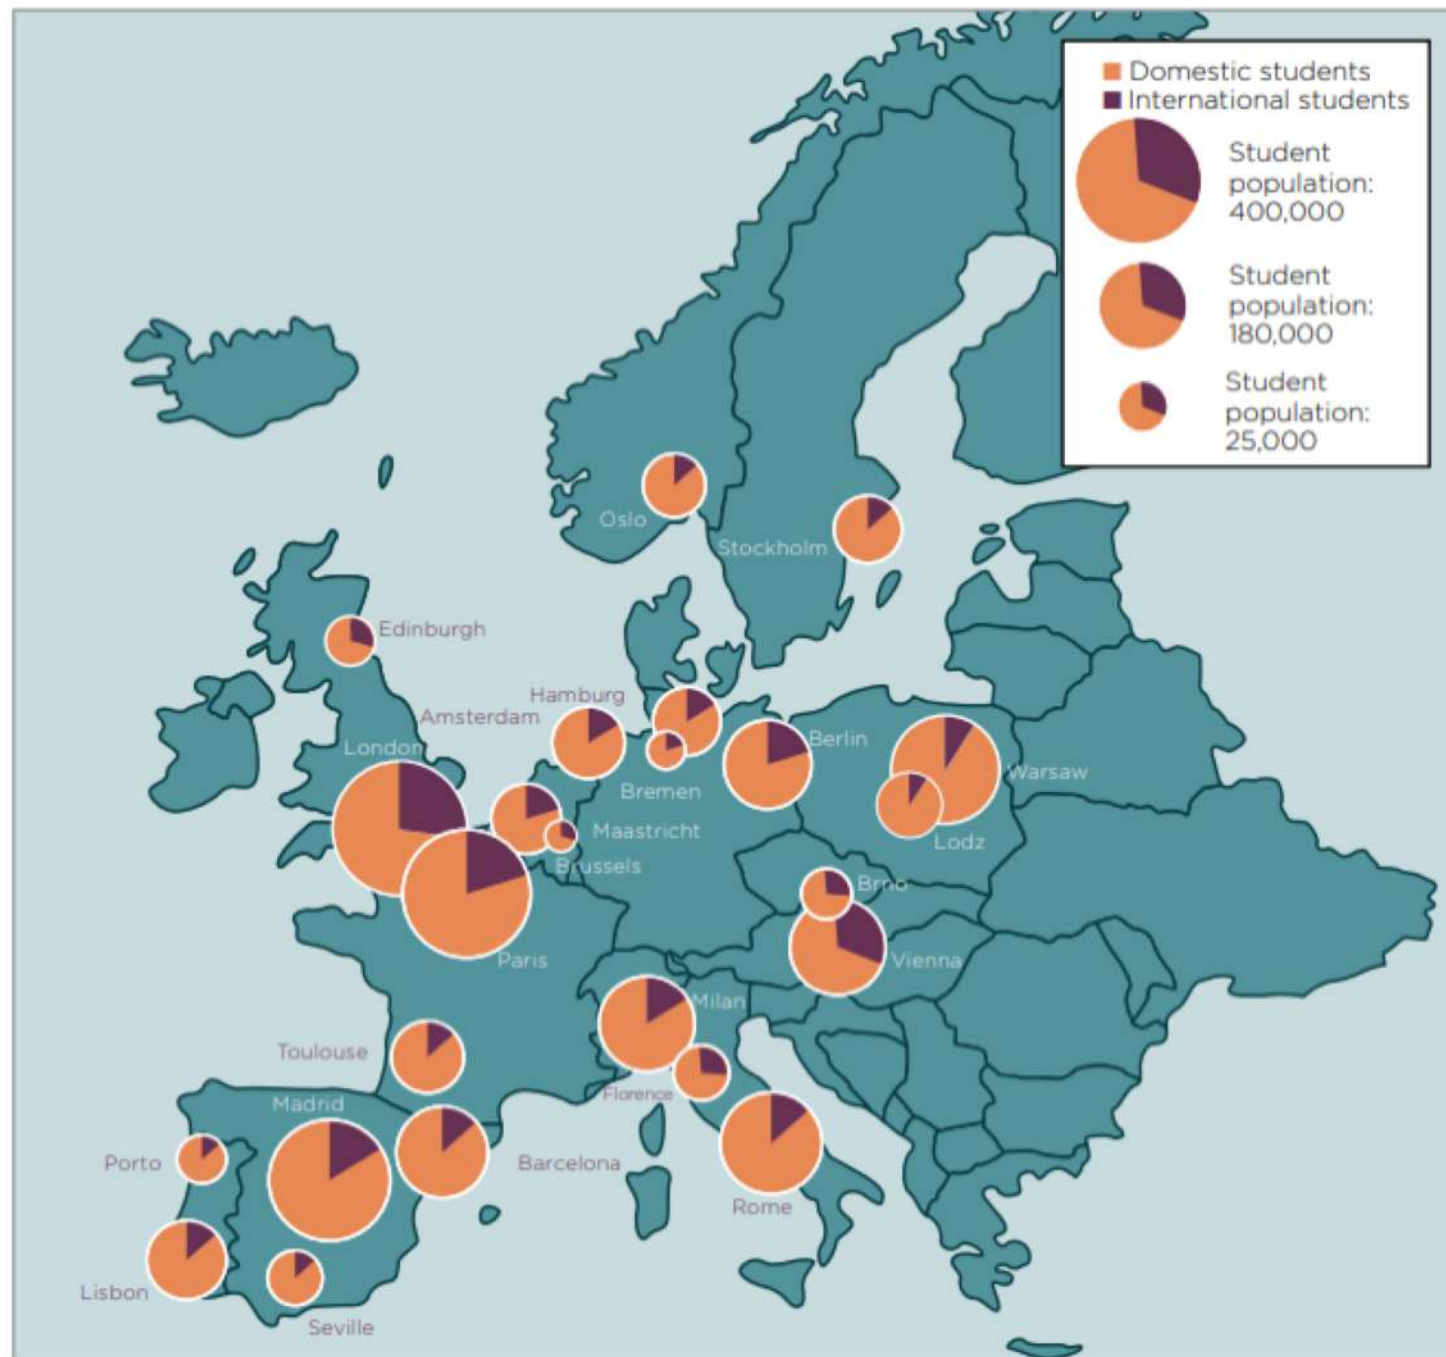 Domestic students
International students
Student
population:
400,000
Student
population:
180,000
Student
population:
25,000
Oslo
Stockholm
Edinburgh
Hamburg
Amsterdam
London
Berlin
Bremen
Warsaw
Maastricht
Lodz
Brussels
Brno
Paris
Vienna
Milan
Toulouse
Florence
Madrid
Porto
Barcelona
Rome
Lisbon
Seville